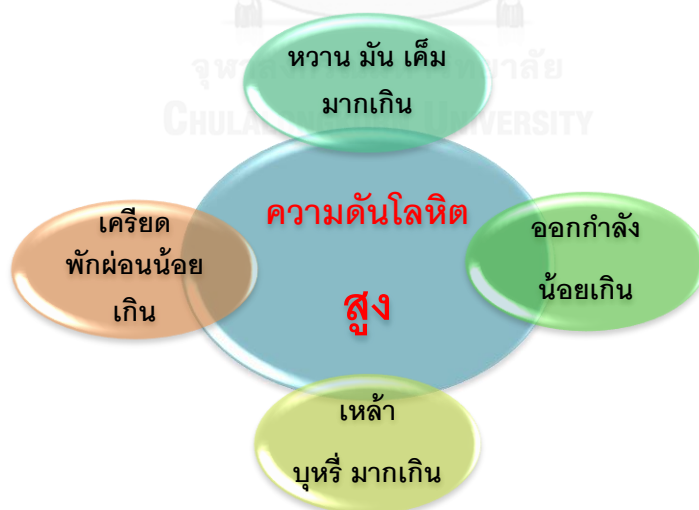 หวาน มัน เค็ม
มากเกิน
CHULALONGKORN UNIVERSITY
ความดันโลหิต
สูง
เครียด
พักผ่อนน้อย
เกิน
ออกกำลัง
น้อยเกิน
เหล้า
บุหรี่ มากเกิน